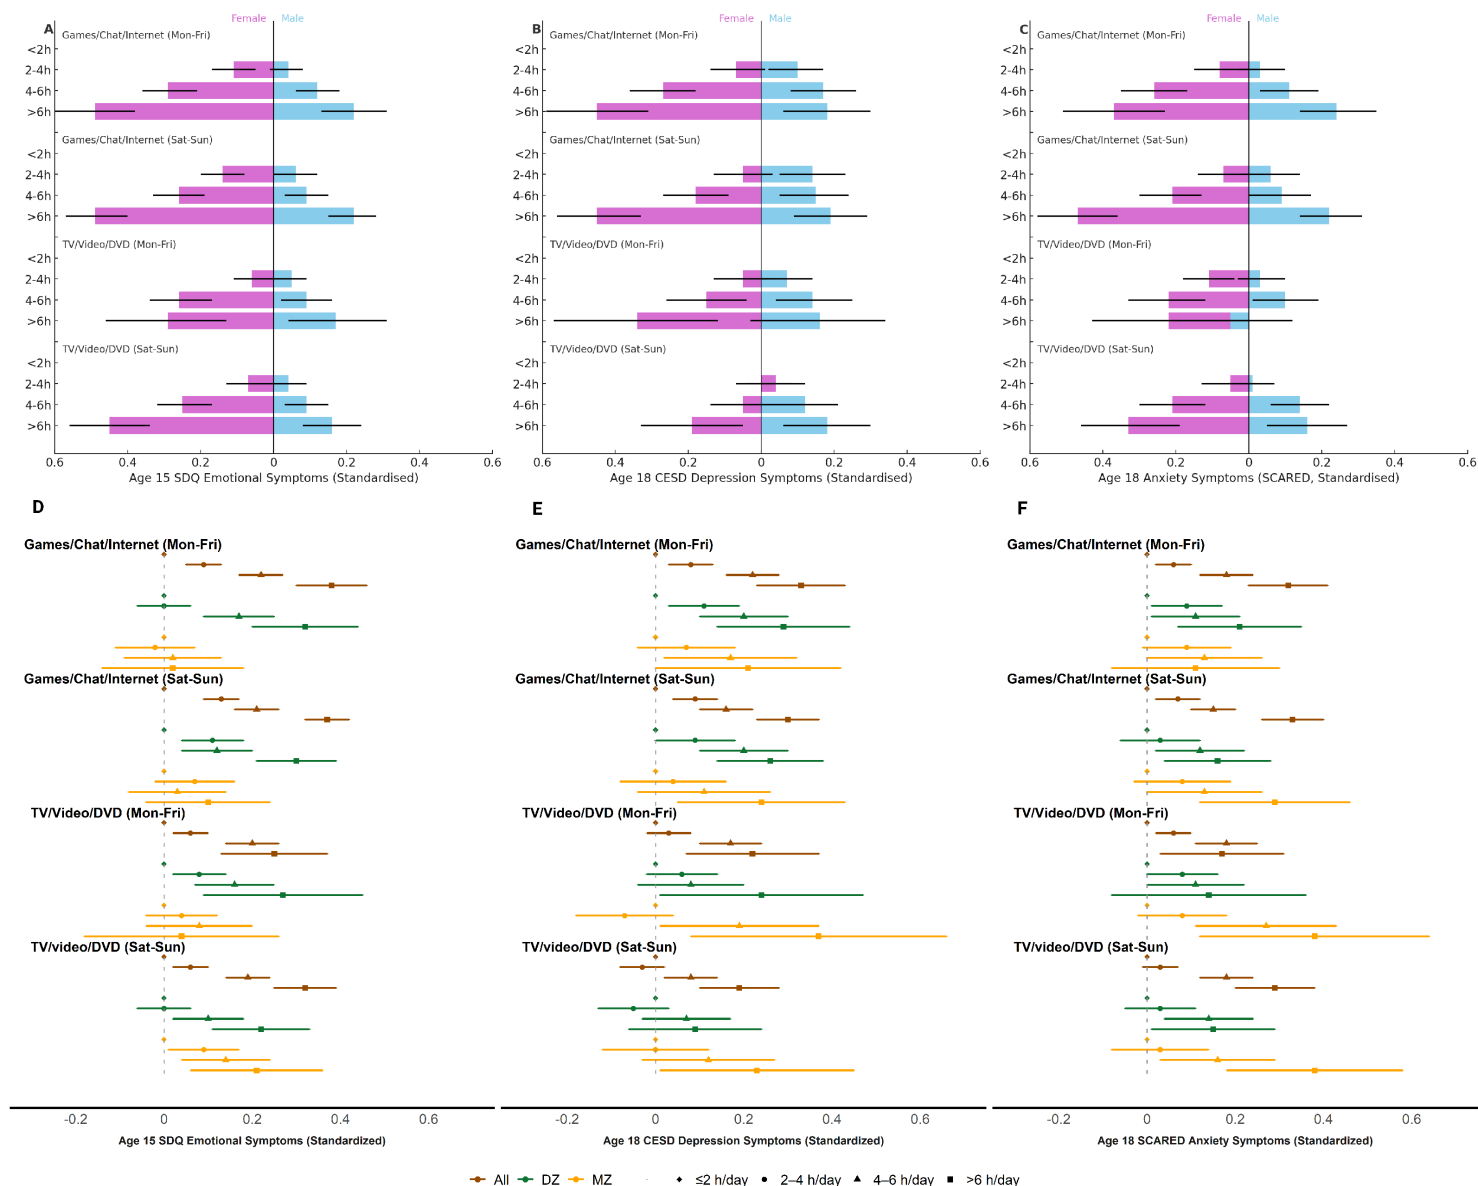 Female Male
A
Games/Chat/Internet (Mon-Fri)
<2h
2-4h
4-6h
>6h
Games/Chat/Internet (Sat-Sun)
<2h
2-4h
4-6h
>6h
TV/Video/DVD (Mon-Fri)
<2h
2-4h
4-6h
>6h
TV/Video/DVD (Sat-Sun)
<2h
2-4h
4-6h
>6h
0.6 0.4 0.2 0 0.2 0.4 0.6
Age 15 SDQ Emotional Symptoms (Standardised)
Female Male
B
Games/Chat/Internet (Mon-Fri)
<2h
2-4h
4-6h
>6h
Games/Chat/Internet (Sat-Sun)
<2h
2-4h
4-6h
>6h
TV/Video/DVD (Mon-Fri)
<2h
2-4h
4-6h
>6h
TV/Video/DVD (Sat-Sun)
<2h
2-4h
4-6h
>6h
0.6 0.4 0.2 0 0.2 0.4 0.6
Age 18 CESD Depression Symptoms (Standardised)
Female Male
C
Games/Chat/Internet (Mon-Fri)
<2h
2-4h
4-6h
>6h
Games/Chat/Internet (Sat-Sun)
<2h
2-4h
4-6h
>6h
TV/Video/DVD (Mon-Fri)
<2h
2-4h
4-6h
>6h
TV/Video/DVD (Sat-Sun)
<2h
2-4h
4-6h
>6h
0.6 0.4 0.2 0 0.2 0.4 0.6
Age 18 Anxiety Symptoms (SCARED, Standardised)
D
Games/Chat/Internet (Mon-Fri)
Games/Chat/Internet (Sat-Sun)
TV/Video/DVD (Mon-Fri)
TV/video/DVD (Sat-Sun)
-0.2 0 0.2 0.4 0.6
Age 15 SDQ Emotional Symptoms (Standardized)
E
Games/Chat/Internet (Mon-Fri)
Games/Chat/Internet (Sat-Sun)
TV/Video/DVD (Mon-Fri)
TV/video/DVD (Sat-Sun)
-0.2 0 0.2 0.4 0.6
Age 18 CESD Depression Symptoms (Standardized)
F
Games/Chat/Internet (Mon-Fri)
Games/Chat/Internet (Sat-Sun)
TV/Video/DVD (Mon-Fri)
TV/video/DVD (Sat-Sun)
-0.2 0 0.2 0.4 0.6
Age 18 SCARED Anxiety Symptoms (Standardized)
All DZ MZ ≤2 h/day 2–4 h/day 4–6 h/day >6 h/day